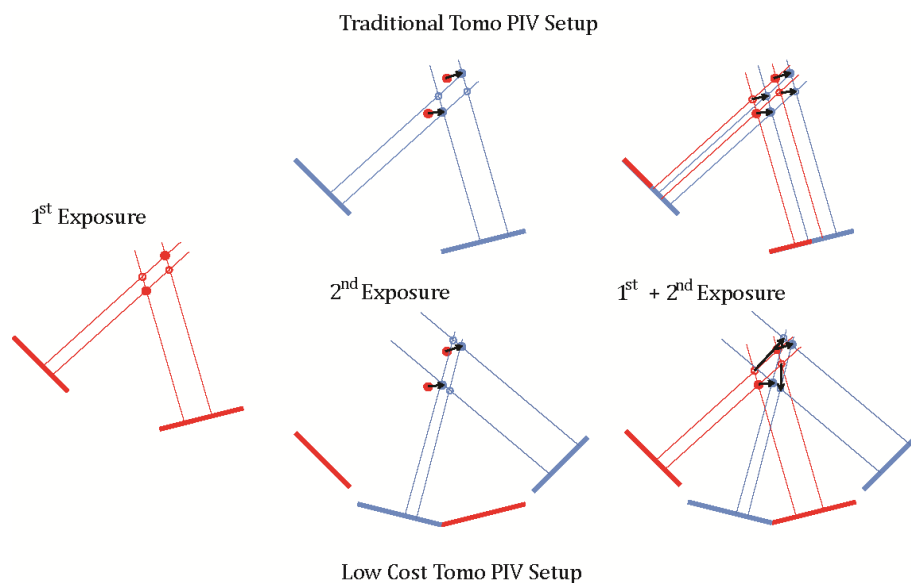 Traditional Tomo PIV Setup
1st Exposure
2nd Exposure
1st + 2nd Exposure
Low Cost Tomo PIV Setup